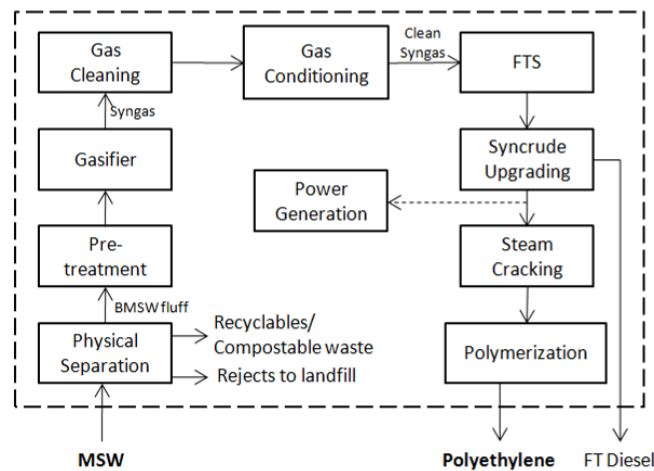 Gas
Cleaning
Gas
Conditioning
Clean
Syngas
FTS
Syngas
Gasifier
Syncrude
Upgrading
Power
Generation
Pre-
treatment
Steam
Cracking
BMSW fluff
Physical
Separation
Recyclables/
Compostable waste
Rejects to landfill
Polymerization
MSW
Polyethylene
FT Diesel